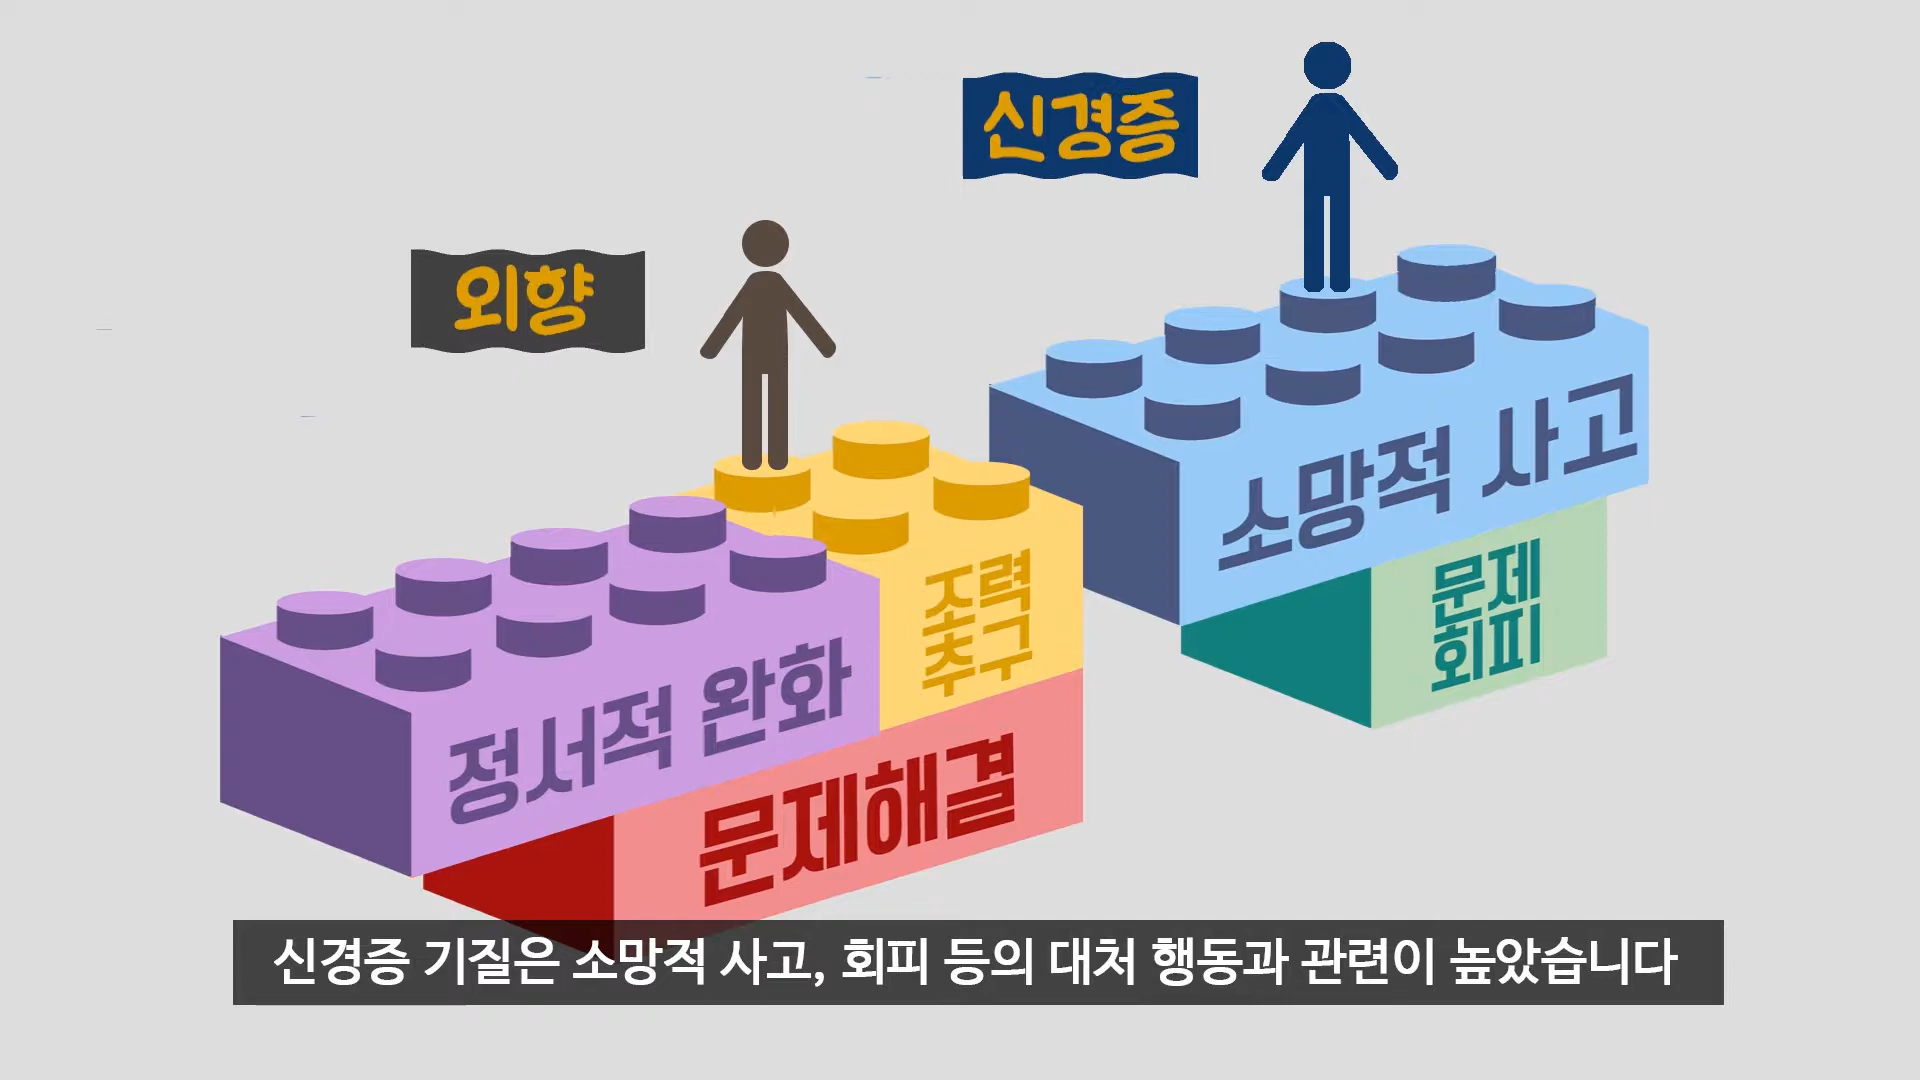 신경증
외향
소망적 사고
문제
회피
조력
추구
정서적 완화
문제해결
신경증 기질은 소망적 사고, 회피 등의 대처 행동과 관련이 높았습니다